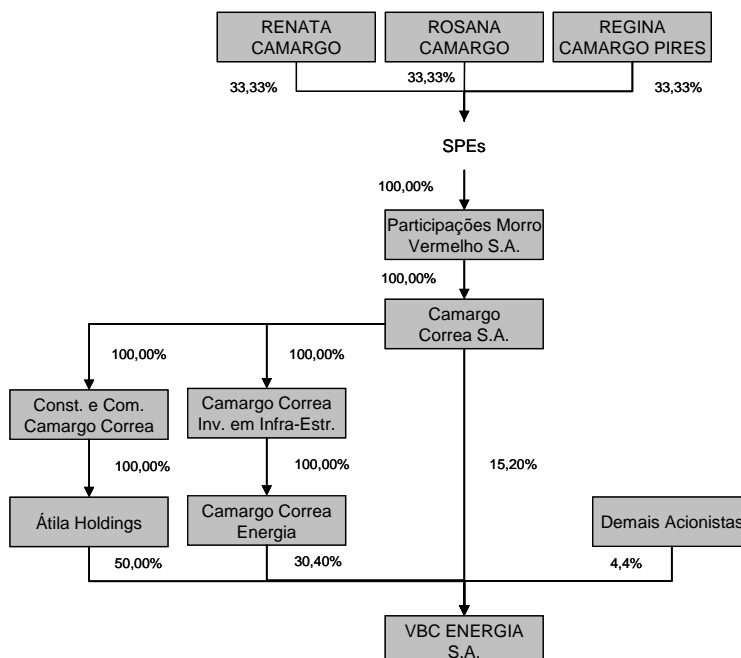 RENATA
CAMARGO
ROSANA
CAMARGO
REGINA
CAMARGO PIRES
33,33%
33,33%
33,33%
SPEs
100,00%
Participações Morro
Vermelho S.A.
100,00%
Camargo
Correa S.A.
100,00%
100,00%
Const. e Com.
Camargo Correa
Camargo Correa
Inv. em Infra-Estr.
100,00%
100,00%
15,20%
Átila Holdings
Camargo Correa
Energia
Demais Acionistas
50,00%
30,40%
4,4%
VBC ENERGIA
S.A.